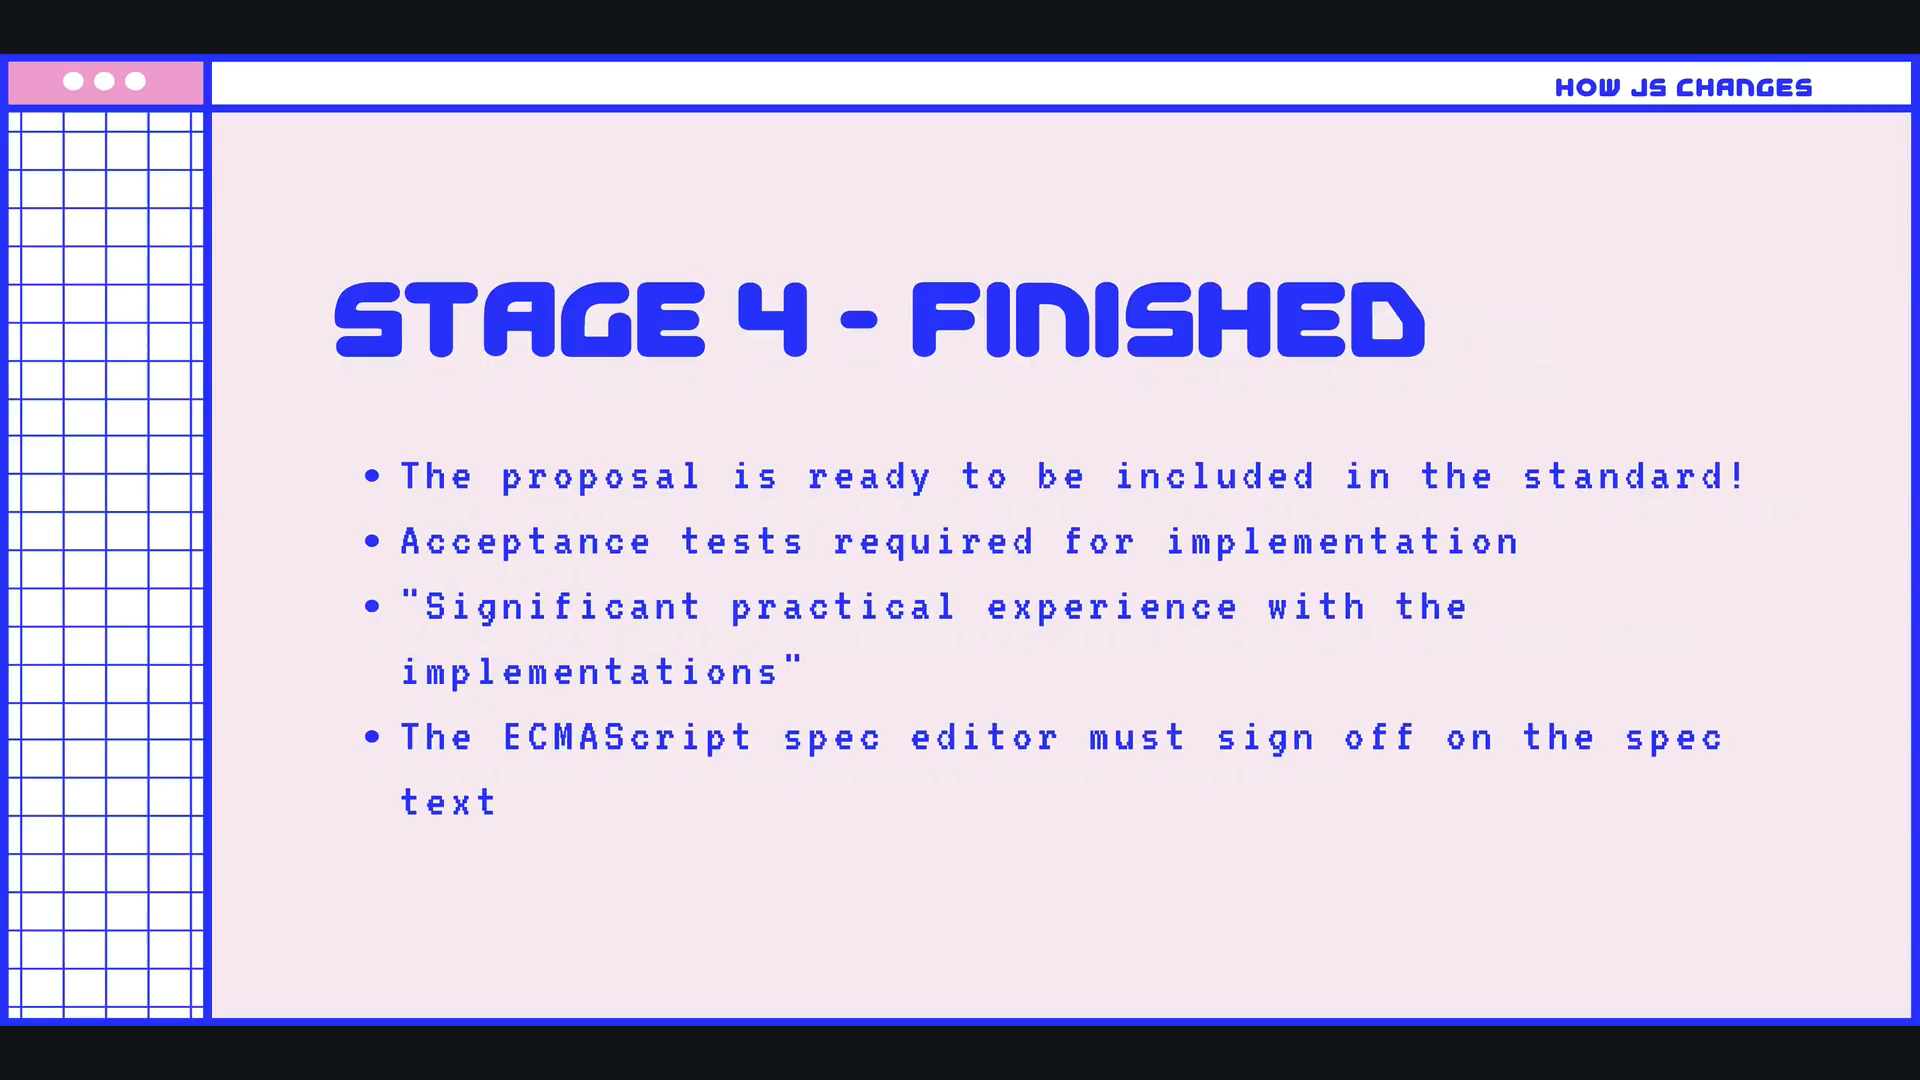 HOW JS CHANGES
STAGE 4 - FINISHED
• The proposal is ready to be included in the standard!
• Acceptance tests required for implementation
• "Significant practical experience with the
implementations"
• The ECMAScript spec editor must sign off on the spec
text